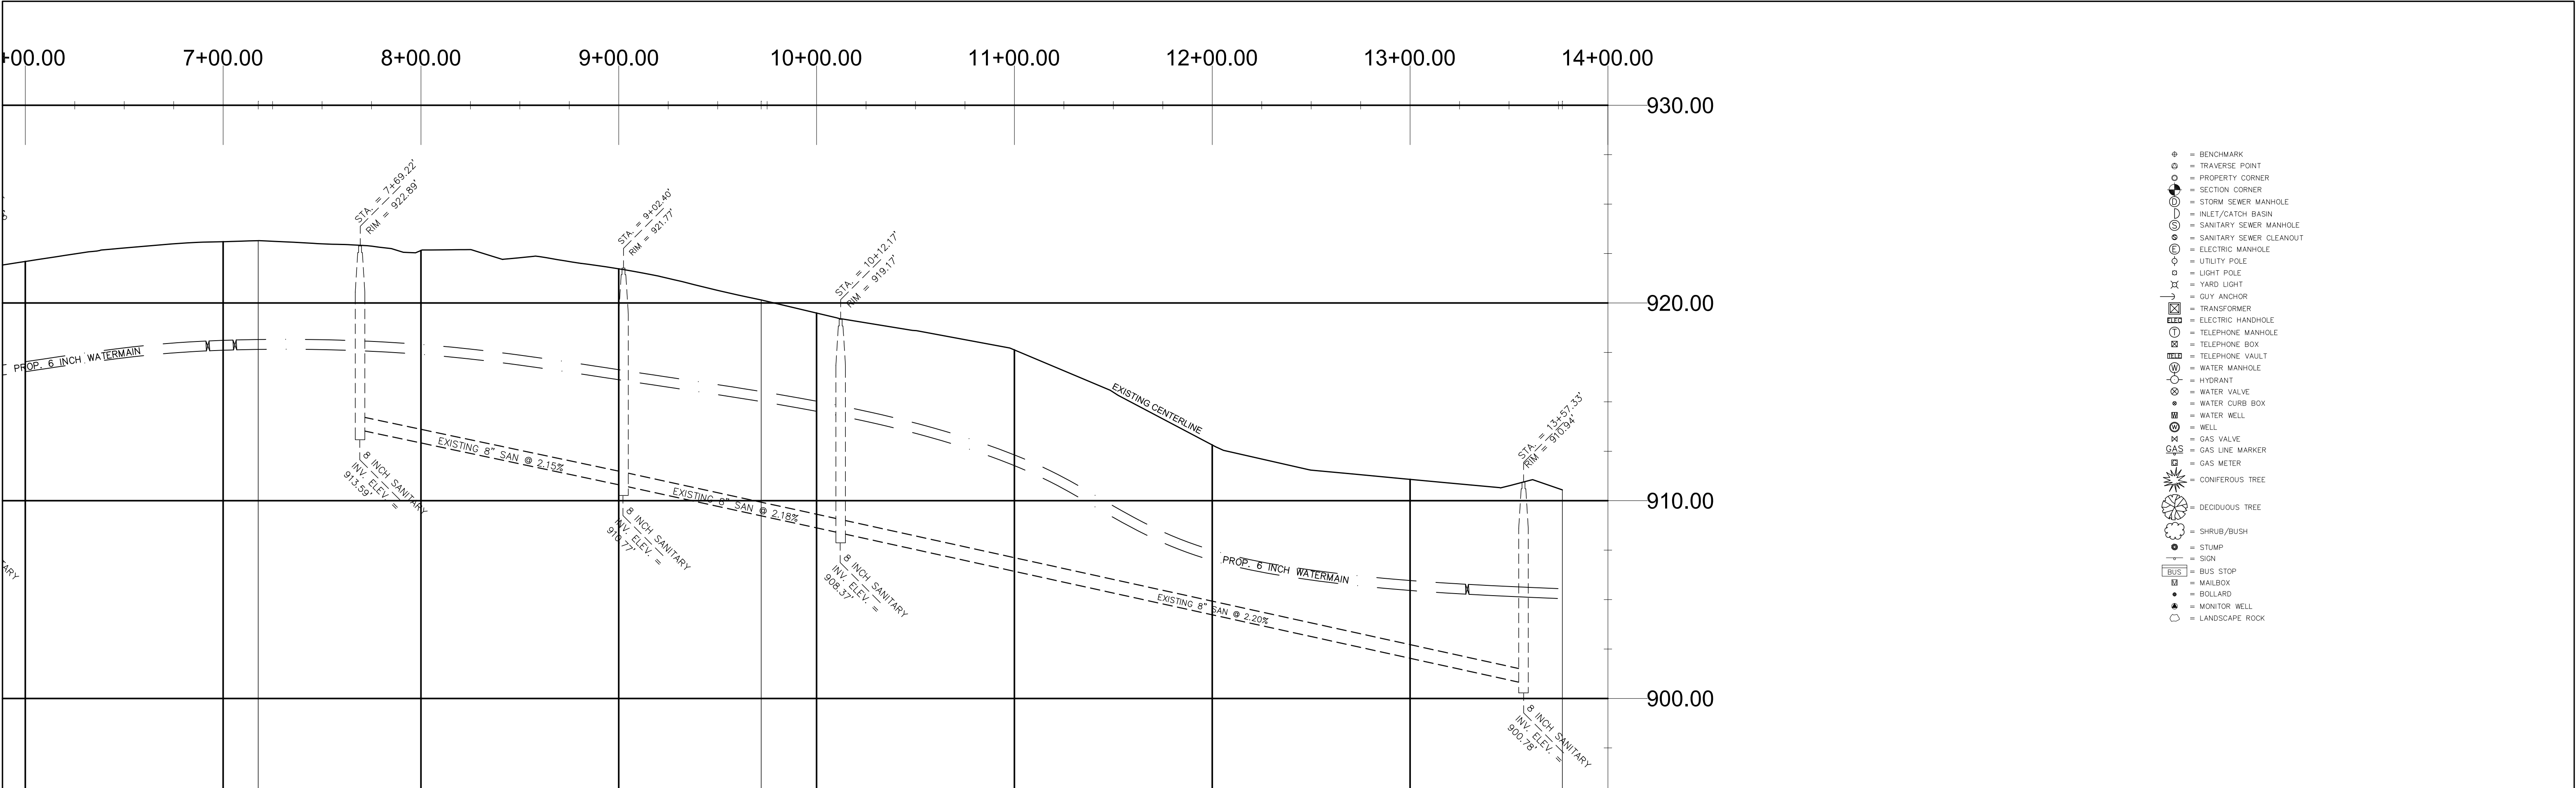 +00.00 7+00.00 8+00.00 9+00.00 10+00.00 11+00.00 12+00.00 13+00.00 14+00.00
930.00
920.00
910.00
900.00
STA. = 7+69.22'
RIM = 922.89'
STA. = 9+02.40'
RIM = 921.77'
STA. = 10+12.17'
RIM = 919.17'
STA. = 13+57.33'
RIM = 910.94'
PROP. 6 INCH WATERMAIN
EXISTING CENTERLINE
EXISTING 8" SAN @ 2.15%
EXISTING 8" SAN @ 2.18%
EXISTING 8" SAN @ 2.20%
PROP. 6 INCH WATERMAIN
8 INCH SANITARY
INV. ELEV. =
913.59'
8 INCH SANITARY
INV. ELEV. =
910.77'
8 INCH SANITARY
INV. ELEV. =
908.37'
8 INCH SANITARY
INV. ELEV. =
900.78'
TARY
= BENCHMARK
= TRAVERSE POINT
= PROPERTY CORNER
= SECTION CORNER
D = STORM SEWER MANHOLE
= INLET/CATCH BASIN
S = SANITARY SEWER MANHOLE
S = SANITARY SEWER CLEANOUT
E = ELECTRIC MANHOLE
= UTILITY POLE
= LIGHT POLE
= YARD LIGHT
= GUY ANCHOR
= TRANSFORMER
ELEC = ELECTRIC HANDHOLE
T = TELEPHONE MANHOLE
= TELEPHONE BOX
TELE = TELEPHONE VAULT
W = WATER MANHOLE
= HYDRANT
= WATER VALVE
= WATER CURB BOX
W = WATER WELL
W = WELL
= GAS VALVE
GAS = GAS LINE MARKER
G = GAS METER
= CONIFEROUS TREE
= DECIDUOUS TREE
= SHRUB/BUSH
= STUMP
= SIGN
BUS = BUS STOP
M = MAILBOX
= BOLLARD
= MONITOR WELL
= LANDSCAPE ROCK